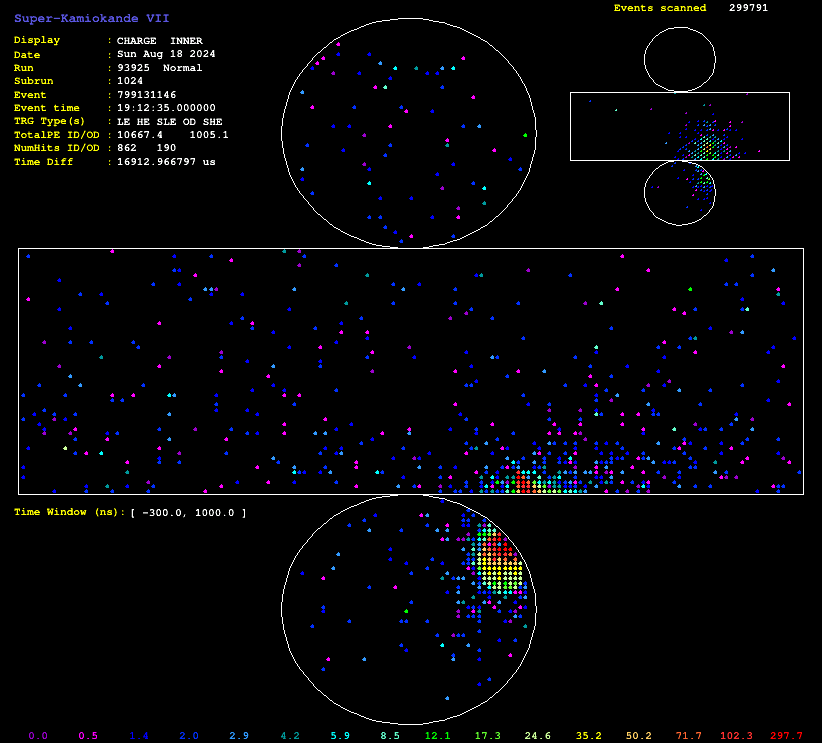 Super-Kamiokande VII
Events scanned 299791
Display : CHARGE INNER
Date : Sun Aug 18 2024
Run : 93925 Normal
Subrun : 1024
Event : 799131146
Event time : 19:12:35.000000
TRG Type(s) : LE HE SLE OD SHE
TotalPE ID/OD : 10667.4 1005.1
NumHits ID/OD : 862 190
Time Diff : 16912.966797 us
Time Window (ns): [ -300.0, 1000.0 ]
0.0 0.5 1.4 2.0 2.9 4.2 5.9 8.5 12.1 17.3 24.6 35.2 50.2 71.7 102.3 297.7